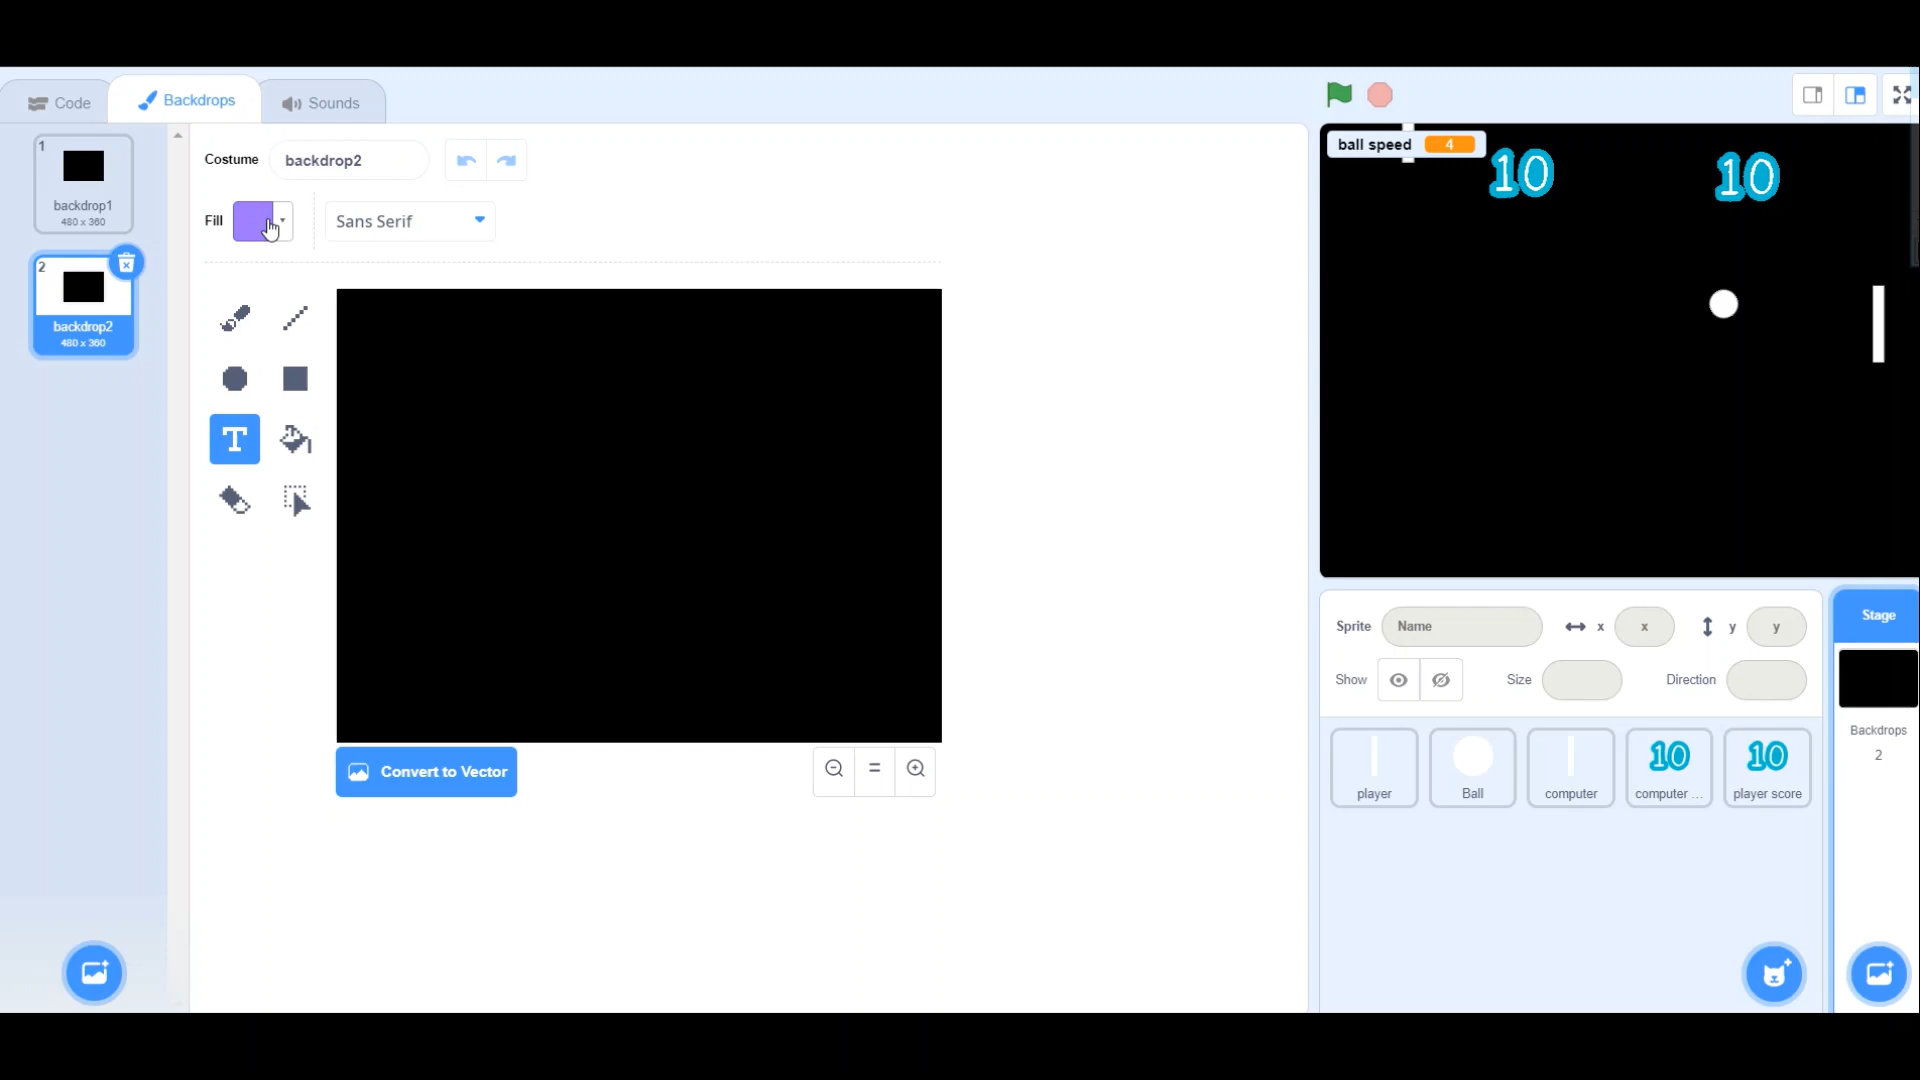 Code
Backdrops
Sounds
1
backdrop1
480 x 360
2
backdrop2
480 x 360
Costume
backdrop2
Fill
Sans Serif
T
Convert to Vector
=
ball speed
4
10
10
Sprite
Name
x
x
y
y
Show
Size
Direction
player
Ball
computer
10
computer ...
10
player score
Stage
Backdrops
2